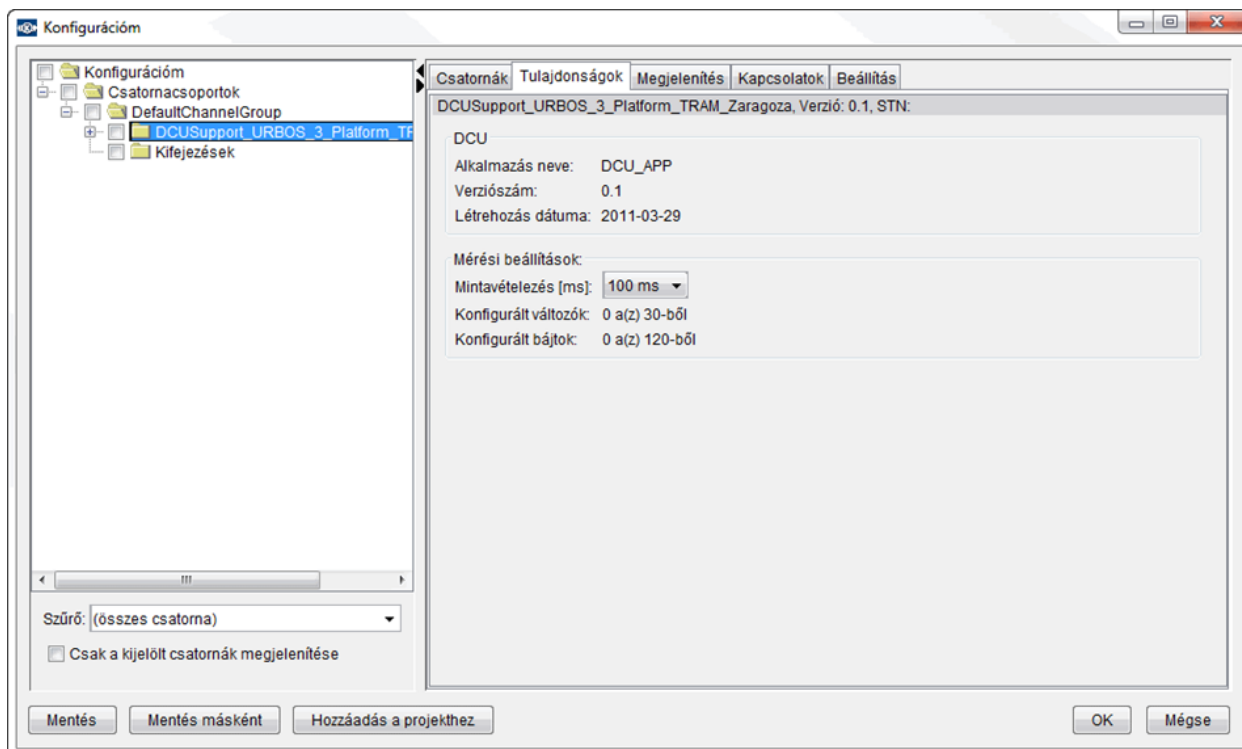 Konfigurációm
Konfigurációm
Csatornacsoportok
DefaultChannelGroup
DCUSupport_URBOS_3_Platform_TR
Kifejezések
Szűrő: (összes csatorna)
Csak a kijelölt csatornák megjelenítése
Csatornák Tulajdonságok Megjelenítés Kapcsolatok Beállítás
DCUSupport_URBOS_3_Platform_TRAM_Zaragoza, Verzió: 0.1, STN:
DCU
Alkalmazás neve: DCU_APP
Verziószám: 0.1
Létrehozás dátuma: 2011-03-29
Mérési beállítások:
Mintavételezés [ms]: 100 ms
Konfigurált változók: 0 a(z) 30-ből
Konfigurált bájtok: 0 a(z) 120-ből
Mentés Mentés másként Hozzáadás a projekthez OK Mégse